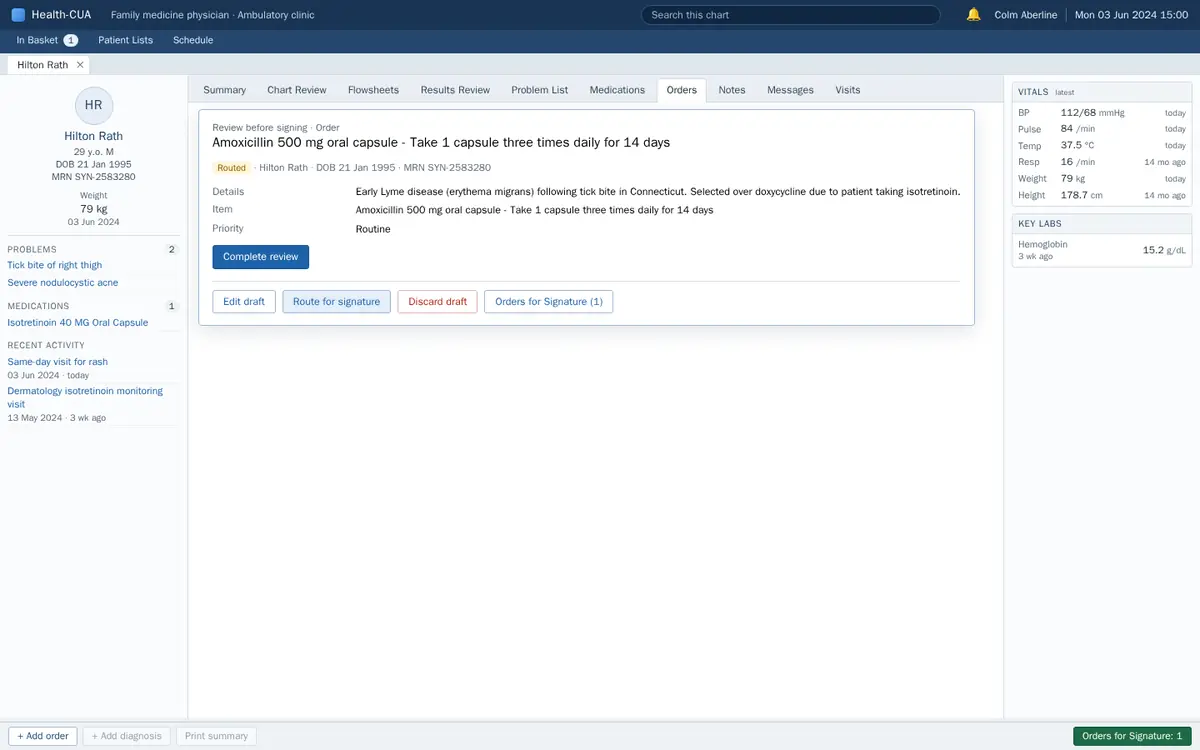 Health-CUA
Family medicine physician · Ambulatory clinic
Search this chart
Colm Aberline
Mon 03 Jun 2024 15:00
In Basket 1
Patient Lists
Schedule
Hilton Rath ✕
HR
Hilton Rath
29 y.o. M
DOB 21 Jan 1995
MRN SYN-2583280
Weight
79 kg
03 Jun 2024
PROBLEMS 2
Tick bite of right thigh
Severe nodulocystic acne
MEDICATIONS 1
Isotretinoin 40 MG Oral Capsule
RECENT ACTIVITY
Same-day visit for rash
03 Jun 2024 · today
Dermatology isotretinoin monitoring
visit
13 May 2024 · 3 wk ago
Summary
Chart Review
Flowsheets
Results Review
Problem List
Medications
Orders
Notes
Messages
Visits
Review before signing · Order
Amoxicillin 500 mg oral capsule - Take 1 capsule three times daily for 14 days
Routed · Hilton Rath · DOB 21 Jan 1995 · MRN SYN-2583280
Details Early Lyme disease (erythema migrans) following tick bite in Connecticut. Selected over doxycycline due to patient taking isotretinoin.
Item Amoxicillin 500 mg oral capsule - Take 1 capsule three times daily for 14 days
Priority Routine
Complete review
Edit draft
Route for signature
Discard draft
Orders for Signature (1)
VITALS latest
BP 112/68 mmHg today
Pulse 84 /min today
Temp 37.5 °C today
Resp 16 /min 14 mo ago
Weight 79 kg today
Height 178.7 cm 14 mo ago
KEY LABS
Hemoglobin
3 wk ago
15.2 g/dL
+ Add order
+ Add diagnosis
Print summary
Orders for Signature: 1